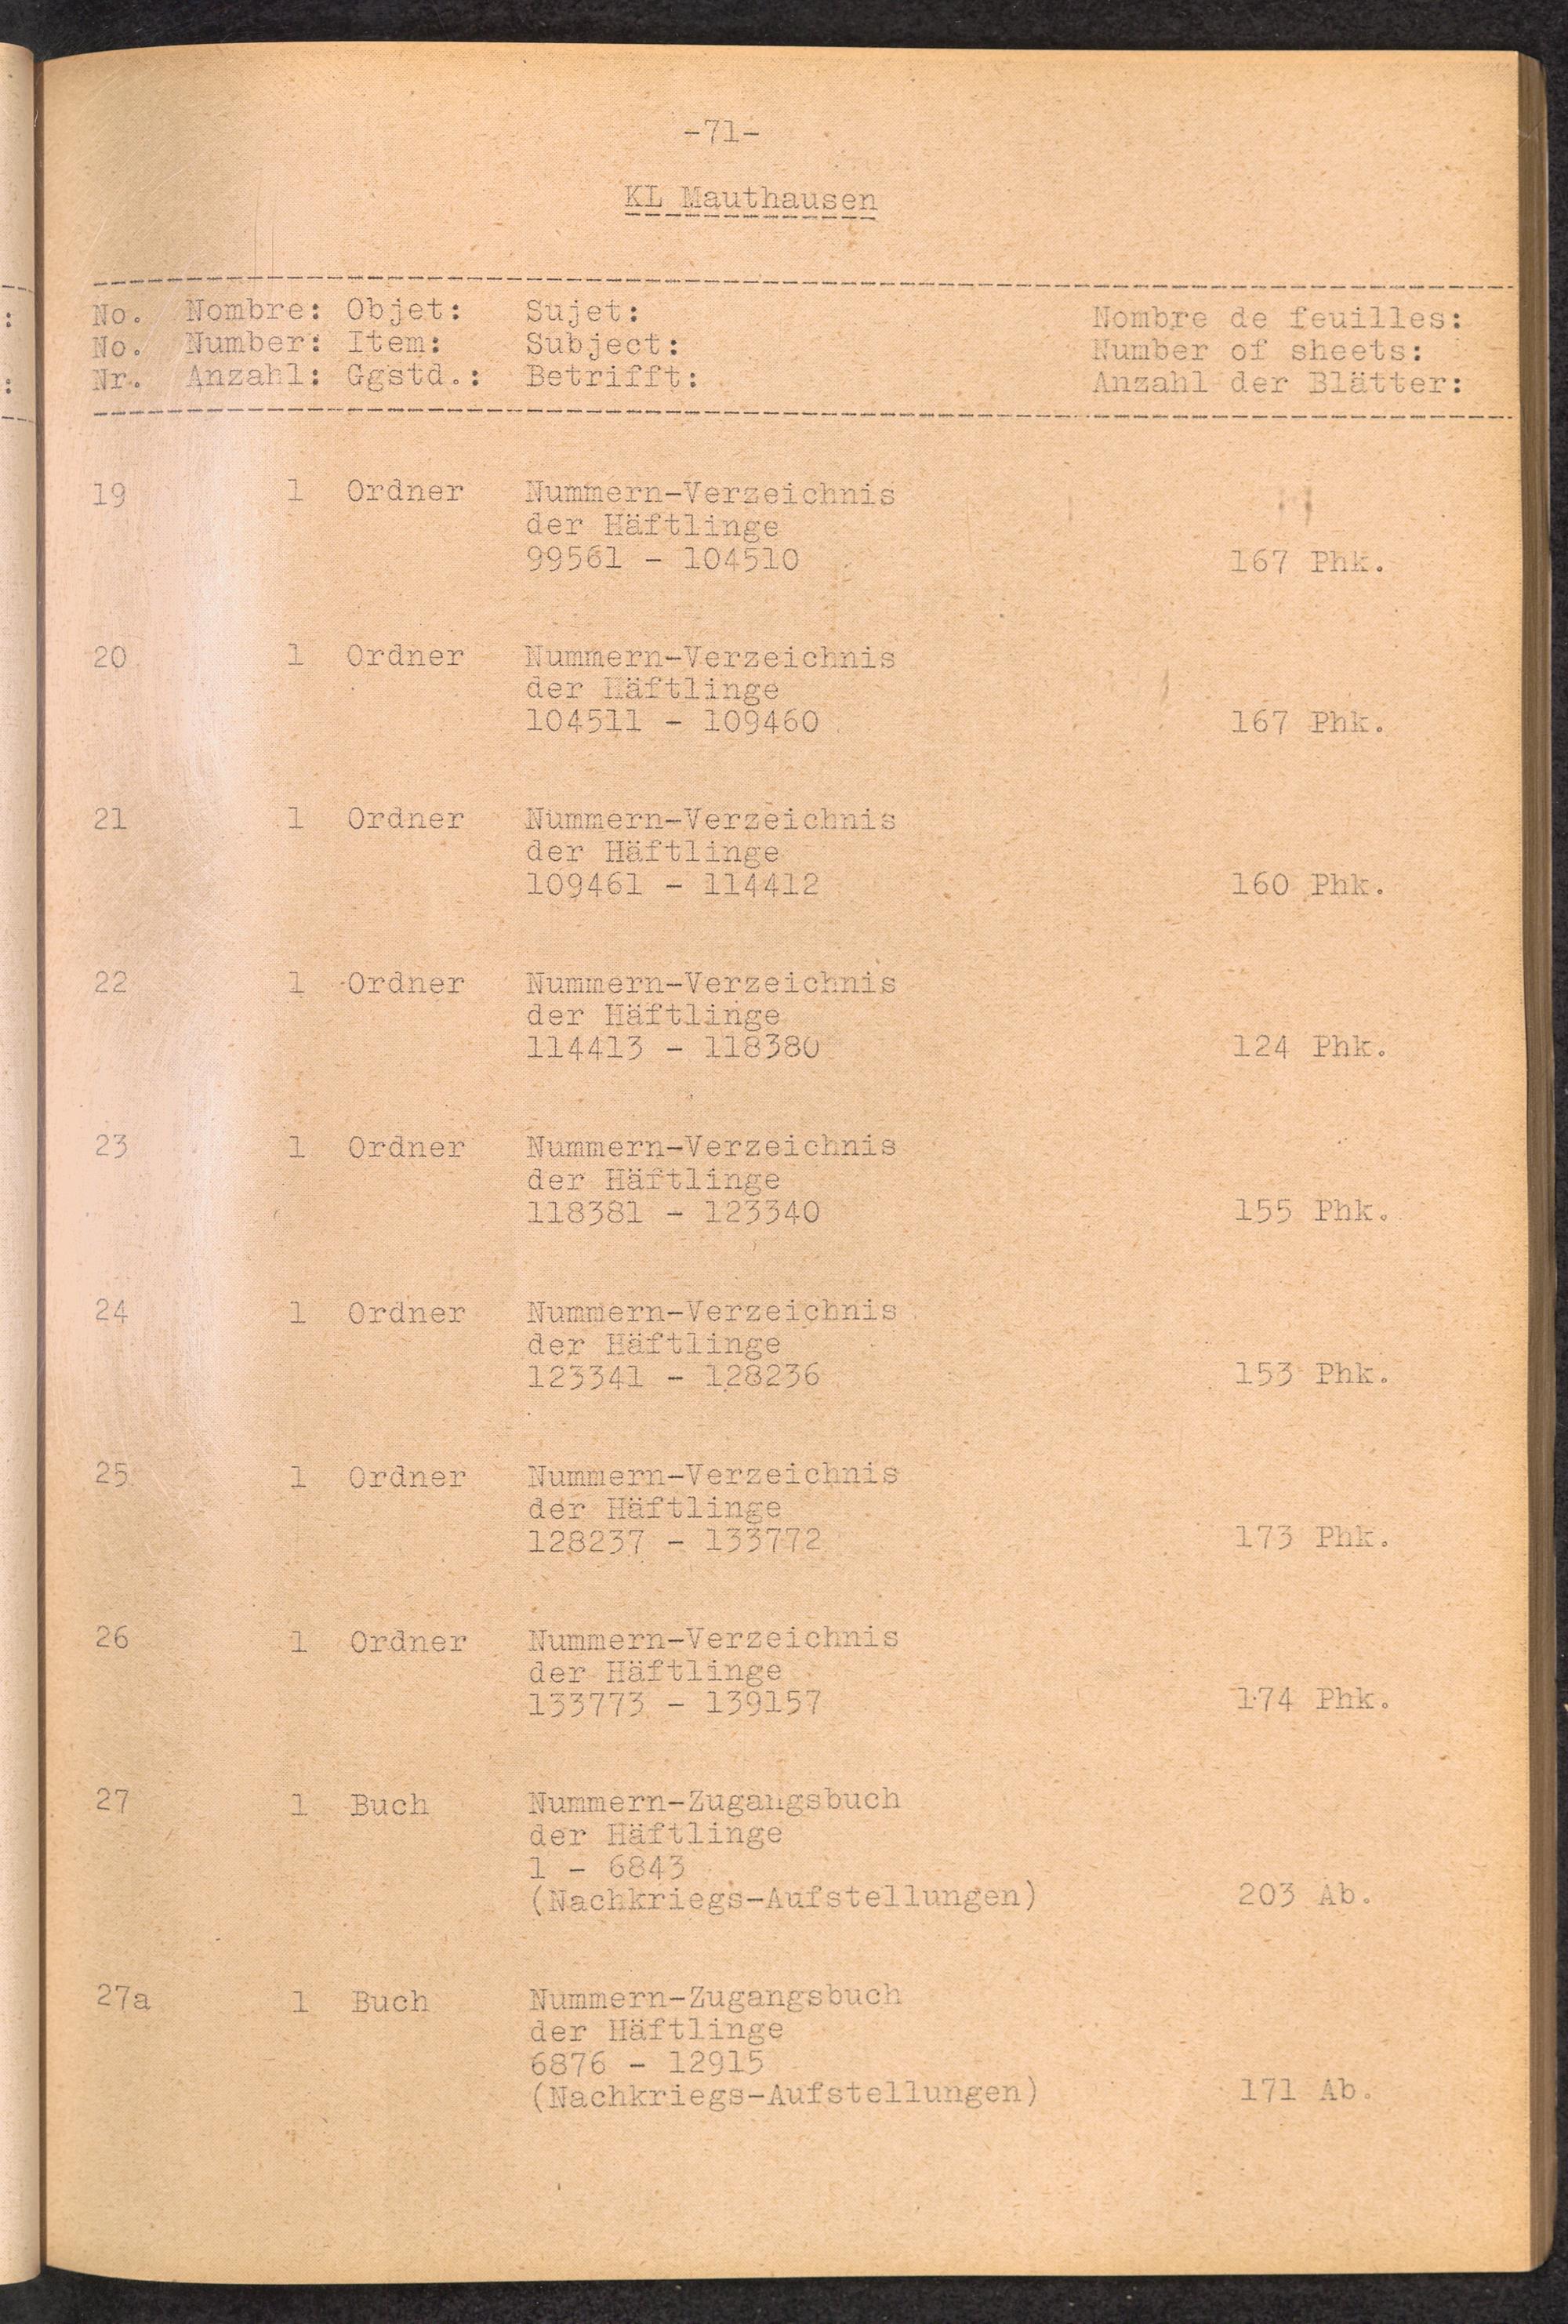 -71-
KL Mauthausen
No. Nombre: Objet: Sujet: Nombre de feuilles:
No. Number: Item: Subject: Number of sheets:
Nr. Anzahl: Ggstd.: Betrifft: Anzahl der Blätter:
19 1 Ordner Nummern-Verzeichnis
der Häftlinge
99561 - 104510 167 Phk.
20 1 Ordner Nummern-Verzeichnis
der Häftlinge
104511 - 109460 167 Phk.
21 1 Ordner Nummern-Verzeichnis
der Häftlinge
109461 - 114412 160 Phk.
22 1 Ordner Nummern-Verzeichnis
der Häftlinge
114413 - 118380 124 Phk.
23 1 Ordner Nummern-Verzeichnis
der Häftlinge
118381 - 123340 155 Phk.
24 1 Ordner Nummern-Verzeichnis
der Häftlinge
123341 - 128236 153 Phk.
25 1 Ordner Nummern-Verzeichnis
der Häftlinge
128237 - 133772 173 Phk.
26 1 Ordner Nummern-Verzeichnis
der Häftlinge
133773 - 139157 174 Phk.
27 1 Buch Nummern-Zugangsbuch
der Häftlinge
1 - 6843
(Nachkriegs-Aufstellungen) 203 Ab.
27a 1 Buch Nummern-Zugangsbuch
der Häftlinge
6876 - 12915
(Nachkriegs-Aufstellungen) 171 Ab.